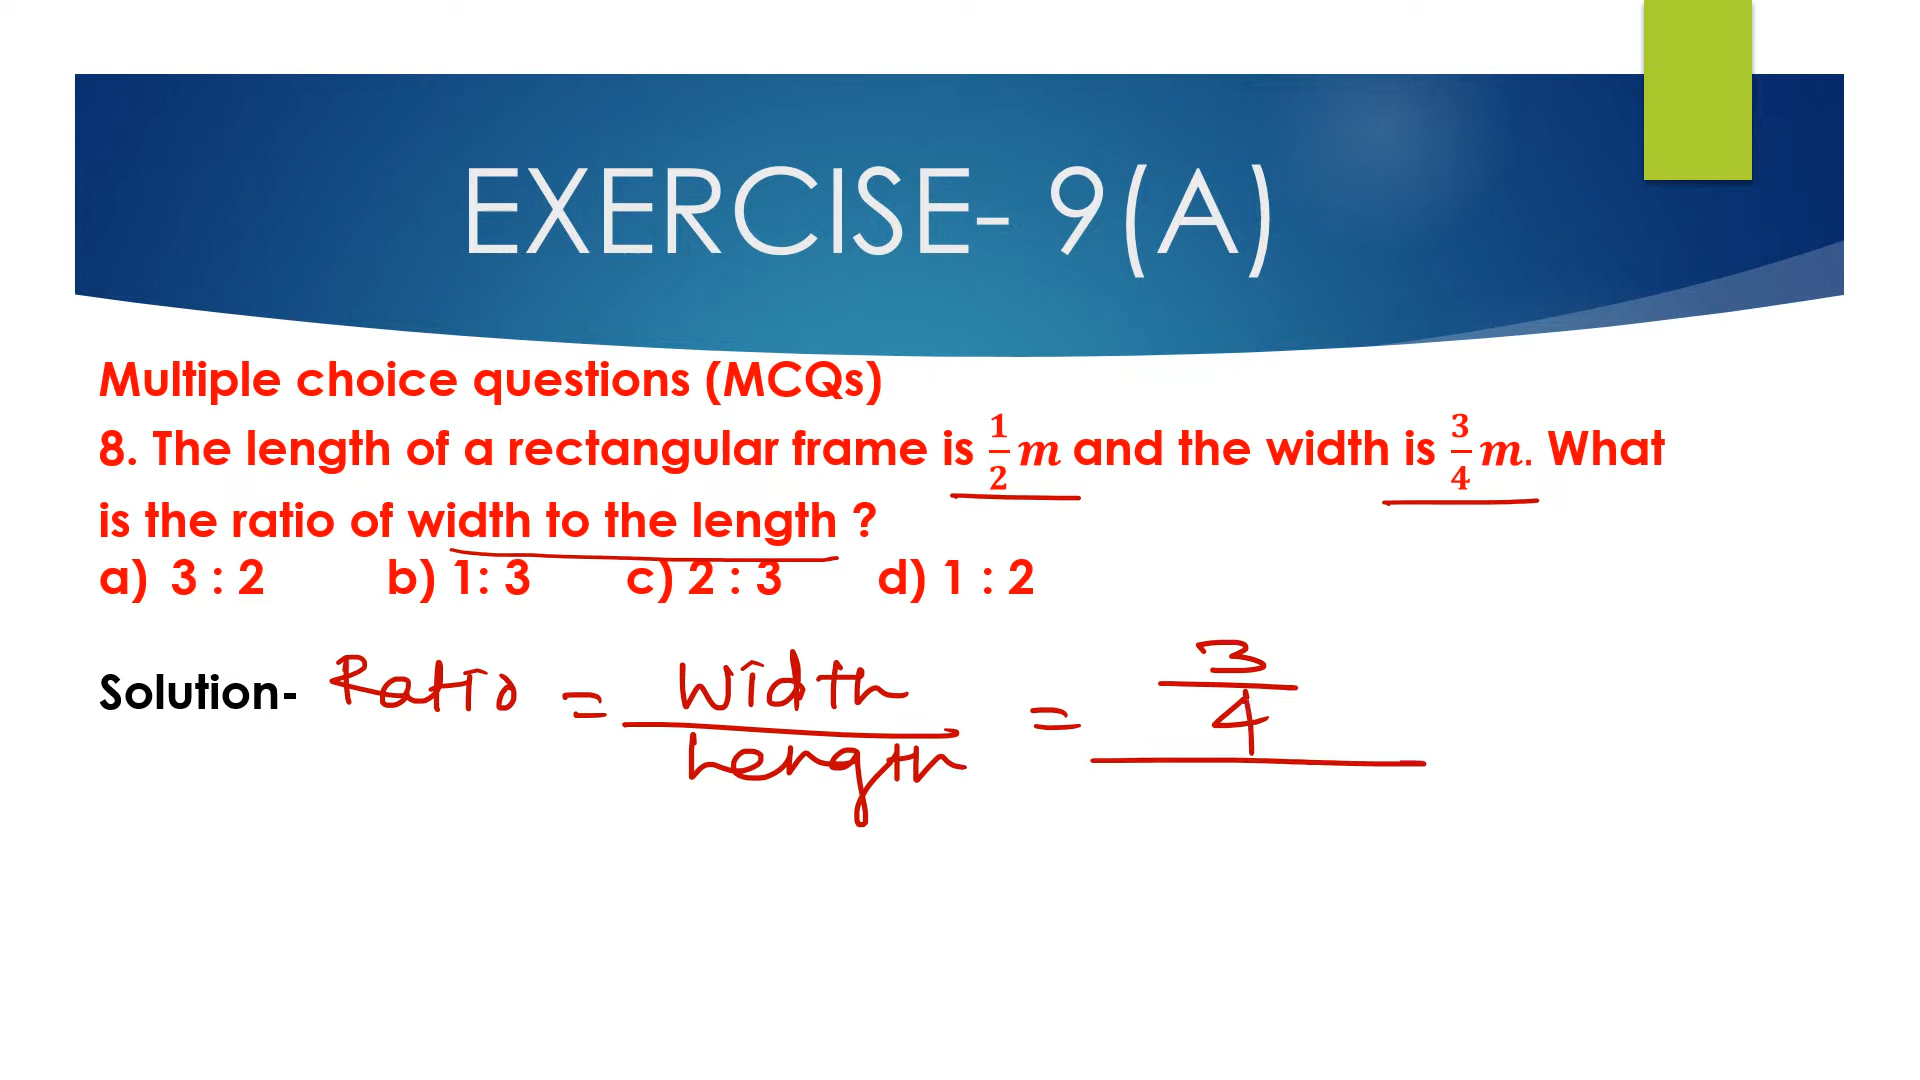 EXERCISE- 9(A)
Multiple choice questions (MCQs)
8. The length of a rectangular frame is 1/2 m and the width is 3/4 m. What
is the ratio of width to the length ?
a) 3 : 2 b) 1: 3 c) 2 : 3 d) 1 : 2
Solution- Ratio = Width/Length = 3/4